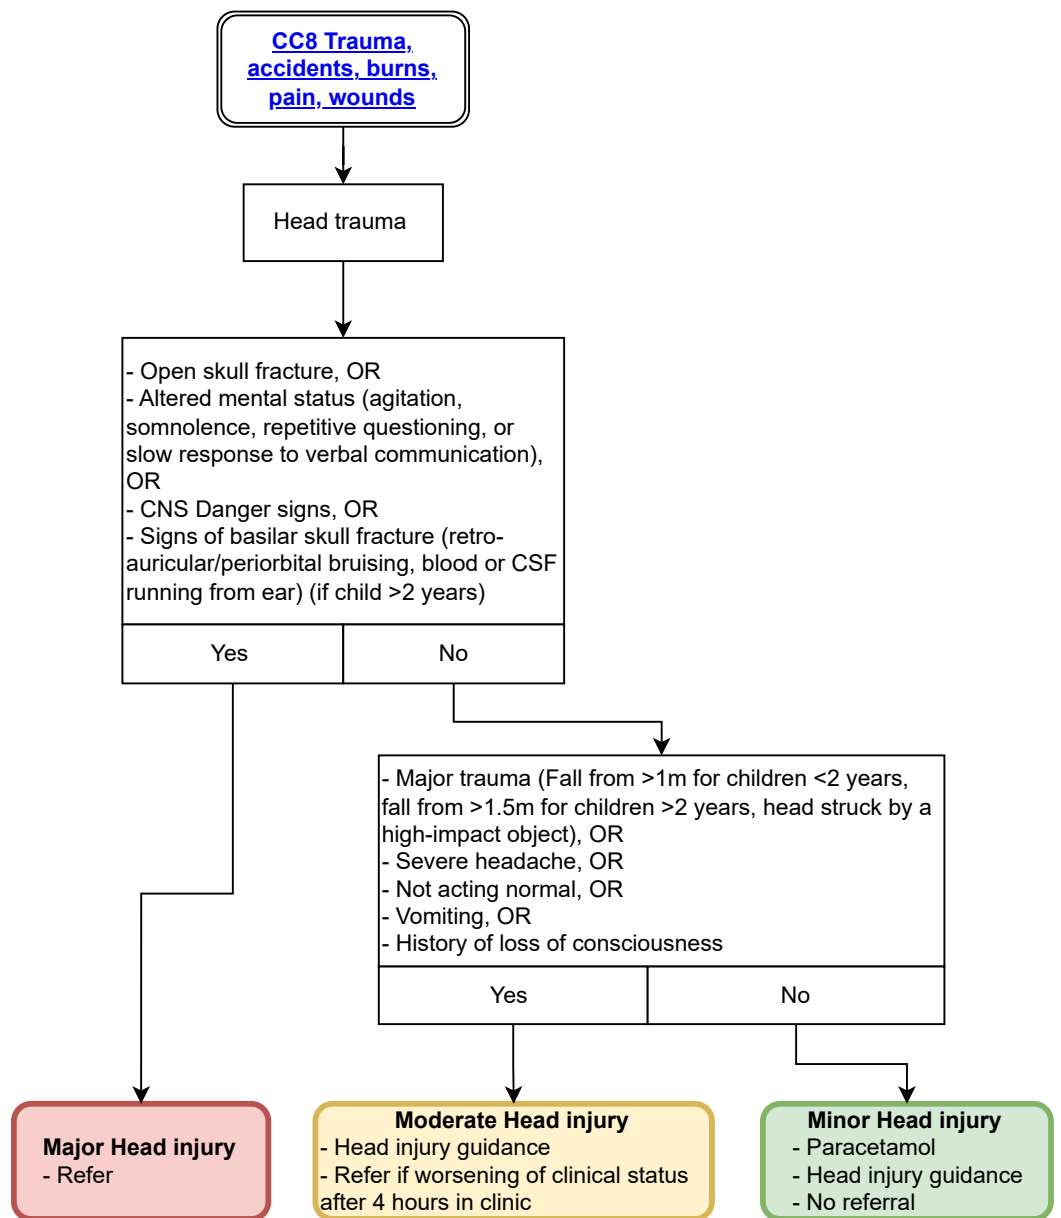 CC8 Trauma,
accidents, burns,
pain, wounds
Head trauma
- Open skull fracture, OR
- Altered mental status (agitation,
somnolence, repetitive questioning, or
slow response to verbal communication),
OR
- CNS Danger signs, OR
- Signs of basilar skull fracture (retro-
auricular/periorbital bruising, blood or CSF
running from ear) (if child >2 years)
Yes
No
- Major trauma (Fall from >1m for children <2 years,
fall from >1.5m for children >2 years, head struck by a
high-impact object), OR
- Severe headache, OR
- Not acting normal, OR
- Vomiting, OR
- History of loss of consciousness
Yes
No
Major Head injury
- Refer
Moderate Head injury
- Head injury guidance
- Refer if worsening of clinical status
after 4 hours in clinic
Minor Head injury
- Paracetamol
- Head injury guidance
- No referral